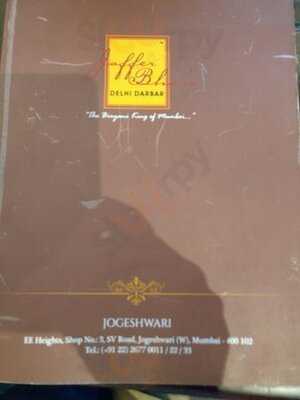 Jaffer
Bhai's
DELHI DARBAR
"The Biryani King of Mumbai..."
JOGESHWARI
EE Heights, Shop No.: 3, SV Road, Jogeshwari (W), Mumbai - 400 102
Tel.: (+91 22) 2677 0011 / 22 / 33